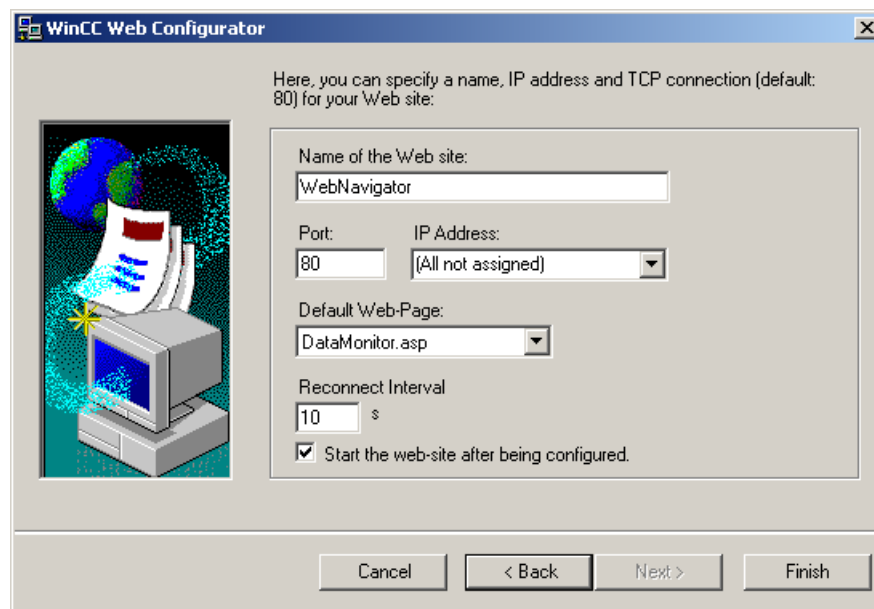 WinCC Web Configurator
Here, you can specify a name, IP address and TCP connection (default:
80) for your Web site:
Name of the Web site:
WebNavigator
Port: IP Address:
80 (All not assigned)
Default Web-Page:
DataMonitor.asp
Reconnect Interval
10 s
Start the web-site after being configured.
Cancel < Back Next > Finish